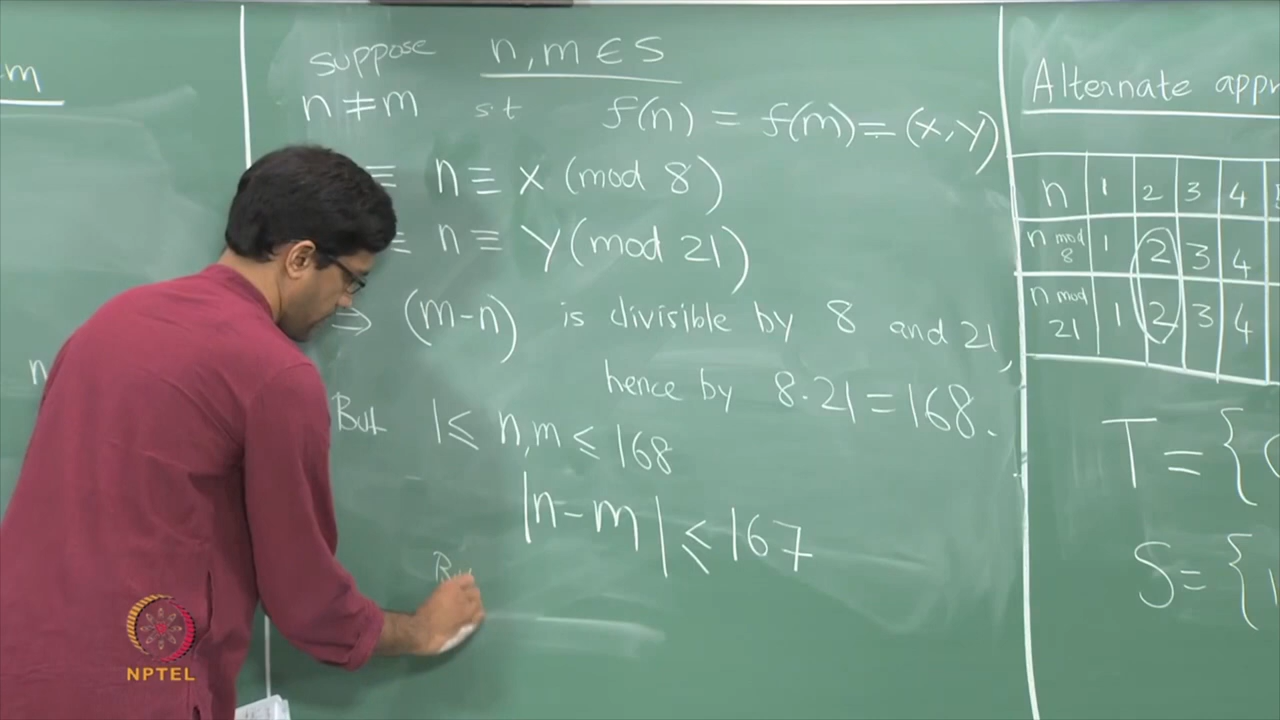 m
suppose n, m ∈ S
n ≠ m st f(n) = f(m) = (x, y)
≡ n ≡ x (mod 8)
≡ n ≡ y (mod 21)
⇒ (m-n) is divisible by 8 and 21,
hence by 8.21 = 168.
n
But 1 ≤ n, m ≤ 168
|n - m| ≤ 167
Alternate appr
n 1 2 3 4
n mod 8 1 2 3 4
n mod 21 1 2 3 4
T = {
S = {
NPTEL